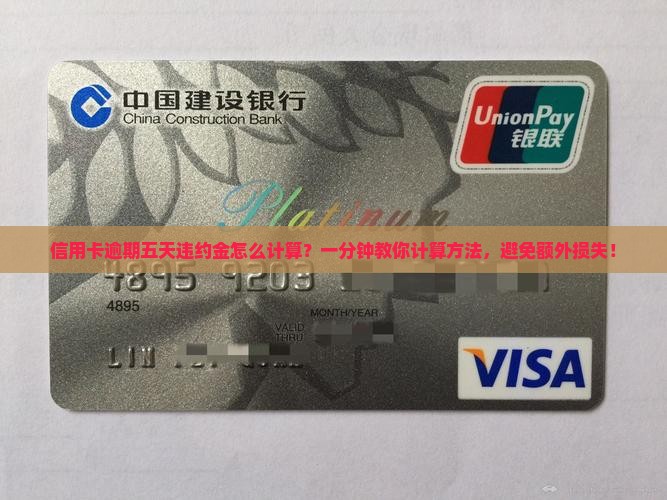 中国建设银行
China Construction Bank
UnionPay
银联
Platinum
信用卡逾期五天违约金怎么计算？一分钟教你计算方法，避免额外损失！
4895 9203
4895
MONTH/YEAR
VALID
THRU
LIN
VISA